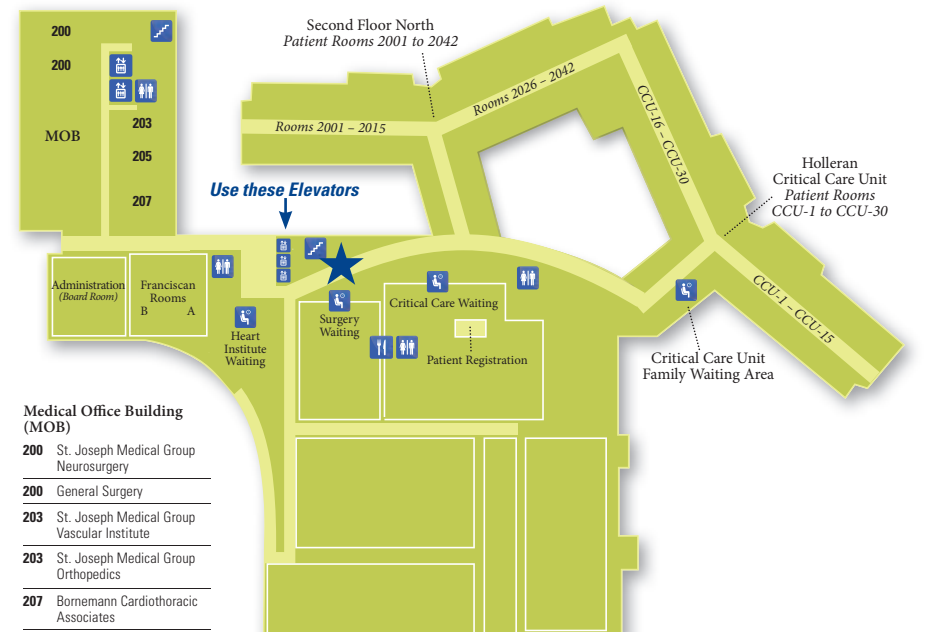 200
200
MOB
203
205
207
Second Floor North
Patient Rooms 2001 to 2042
Rooms 2001 – 2015
Rooms 2026 – 2042
CCU-16 – CCU-30
Holleran
Critical Care Unit
Patient Rooms
CCU-1 to CCU-30
CCU-1 – CCU-15
Use these Elevators
Administration
(Board Room)
Franciscan
Rooms
B A
Heart
Institute
Waiting
Surgery
Waiting
Critical Care Waiting
Patient Registration
Critical Care Unit
Family Waiting Area
Medical Office Building
(MOB)
200 St. Joseph Medical Group
Neurosurgery
200 General Surgery
203 St. Joseph Medical Group
Vascular Institute
203 St. Joseph Medical Group
Orthopedics
207 Bornemann Cardiothoracic
Associates